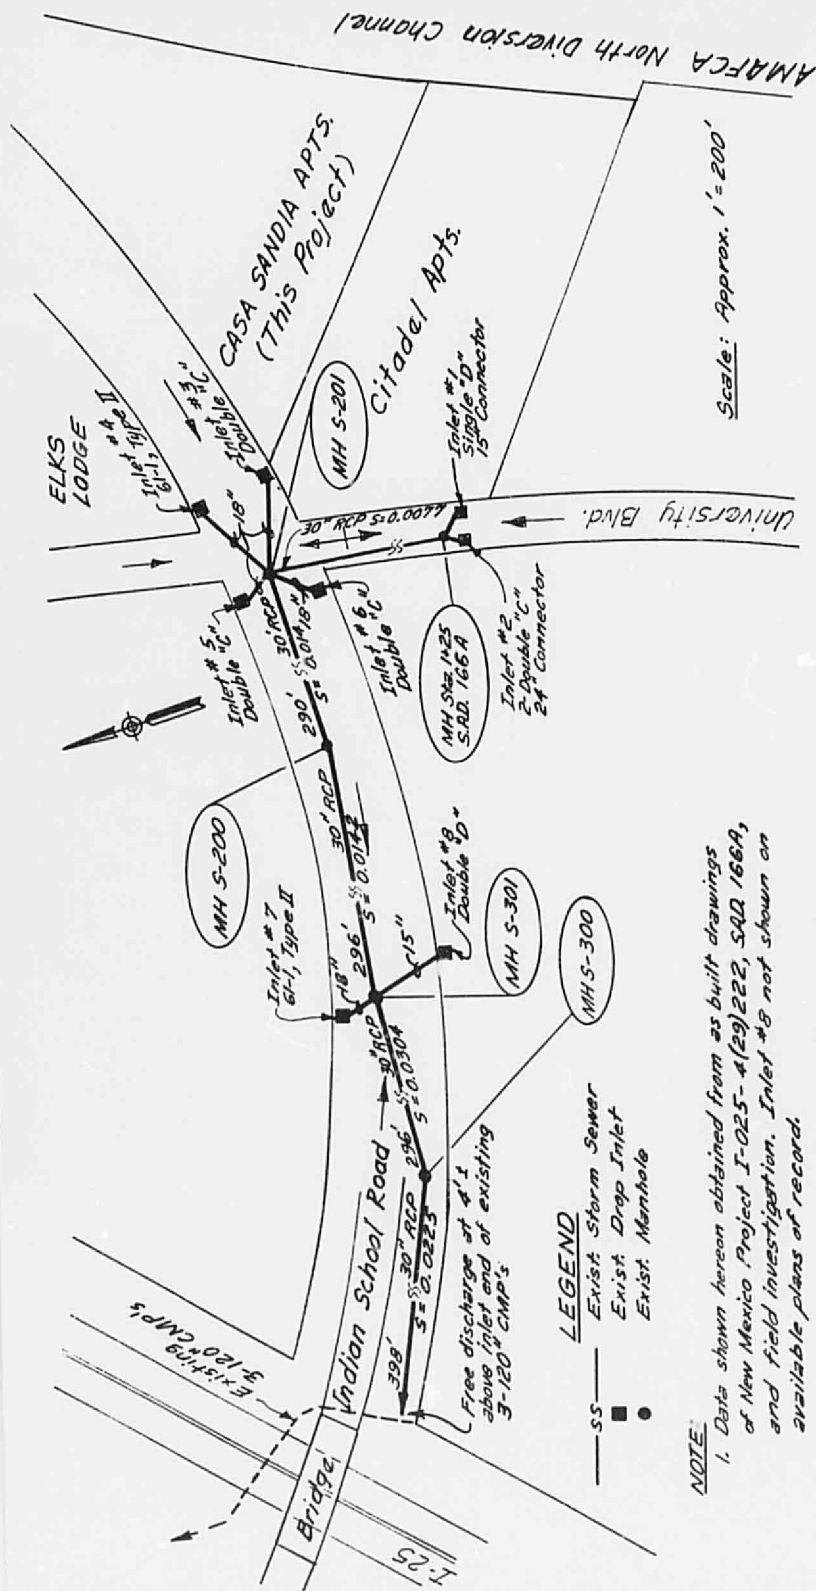 AMAFCA North Diversion Channel
CASA SANDIA APTS.
(This Project)
Citadel Apts.
ELKS
LODGE
Inlet #4
61-1, Type II
Inlet #3
Double "C"
18"
MH S-201
Inlet #1
Single "D"
15" Connector
30" RCP S=0.0077
SS
University Blvd.
Inlet #5
Double "C"
30' RCP
SS
S=0.014
18"
290'
Inlet #6
Double "C"
MH Sta. 1+25
S.A.D. 166A
Inlet #2
2-Double "C"
24" Connector
MH S-200
30" RCP
SS
S=0.0142
296'
Inlet #7
61-1, Type II
18"
15"
Inlet #8
Double "D"
MH S-301
30" RCP
SS
S=0.0304
296'
MH S-300
Indian School Road
30" RCP
SS
S=0.0225
398'
Free discharge at 4'±
above inlet end of existing
3-120" CMP's
Existing
3-120" CMP's
Bridge
I-25
Scale: Approx. 1"=200'
LEGEND
SS Exist. Storm Sewer
Exist. Drop Inlet
Exist. Manhole
NOTE
1. Data shown hereon obtained from as built drawings
of New Mexico Project I-025-4(29)222, SAD. 166A,
and field investigation. Inlet #8 not shown on
available plans of record.